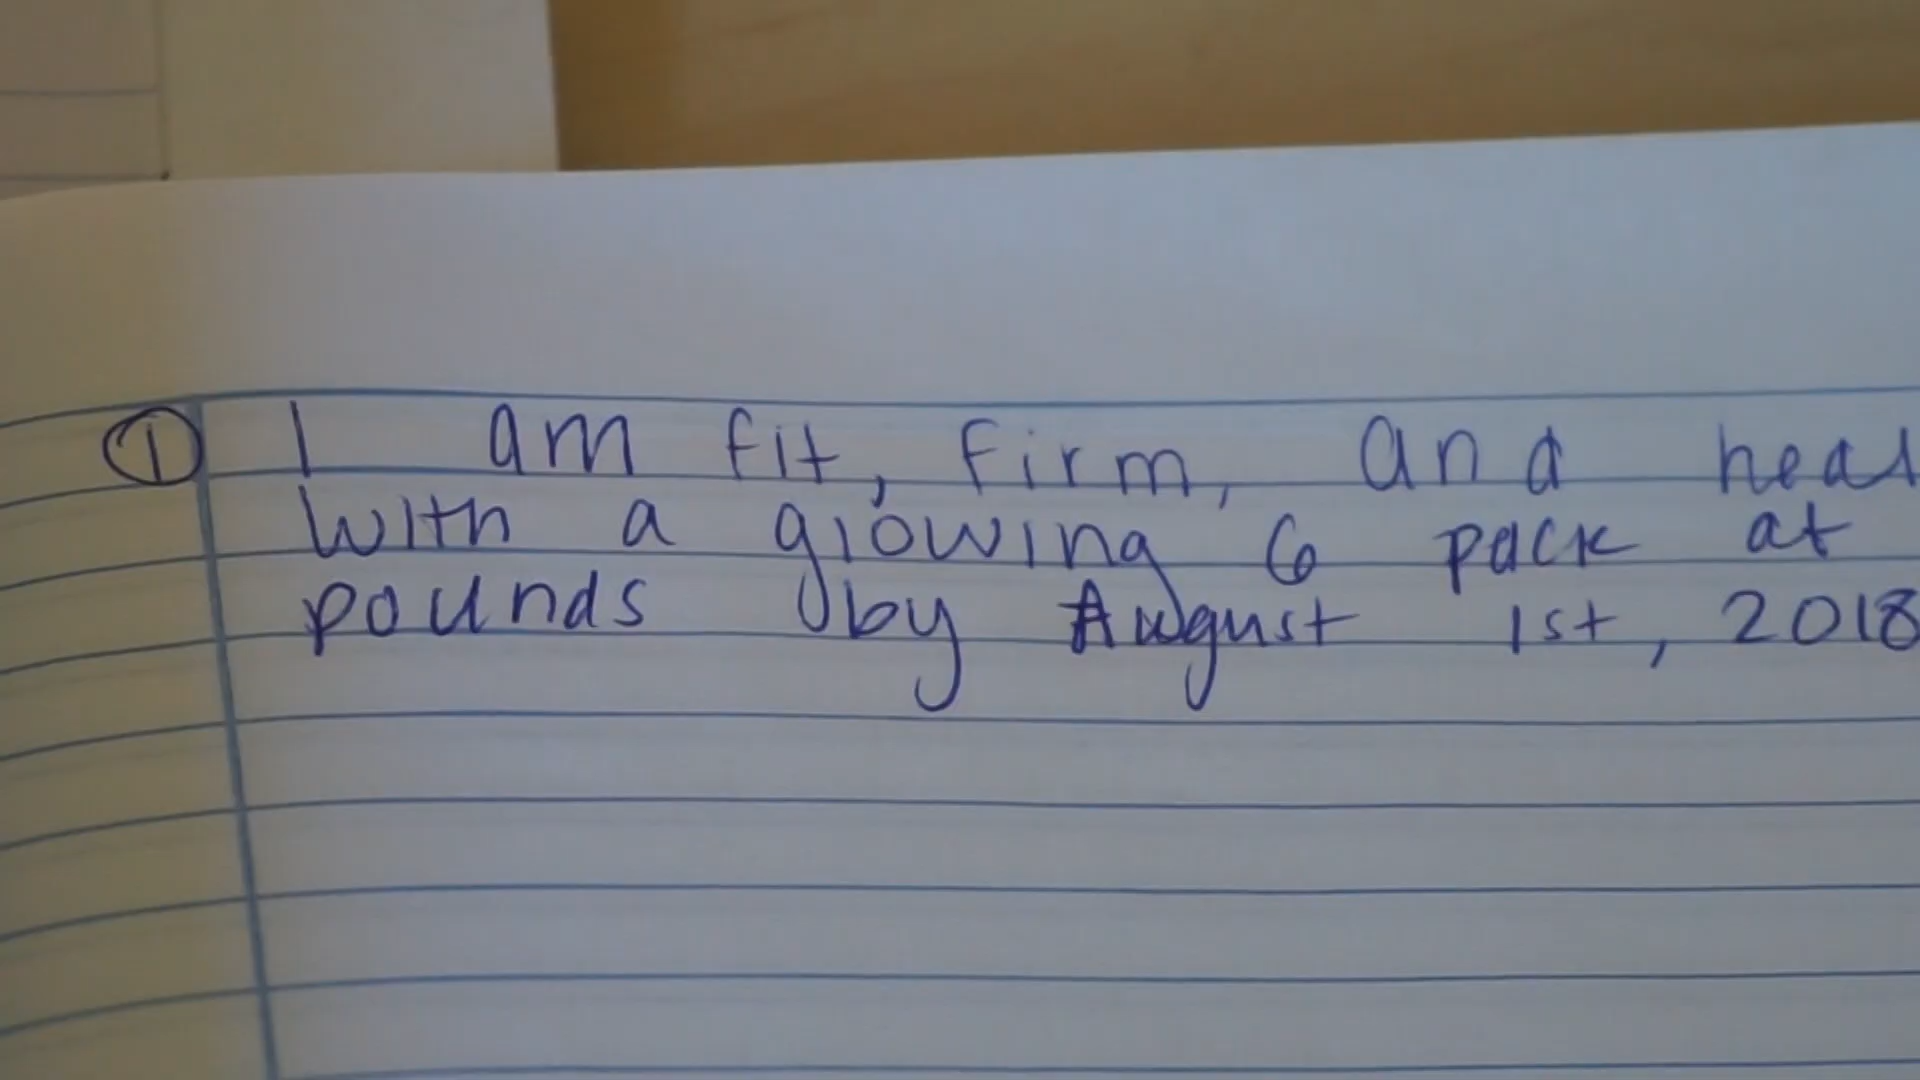 ① I am fit, firm, and heal
with a glowing 6 pack at
pounds by August 1st, 2018